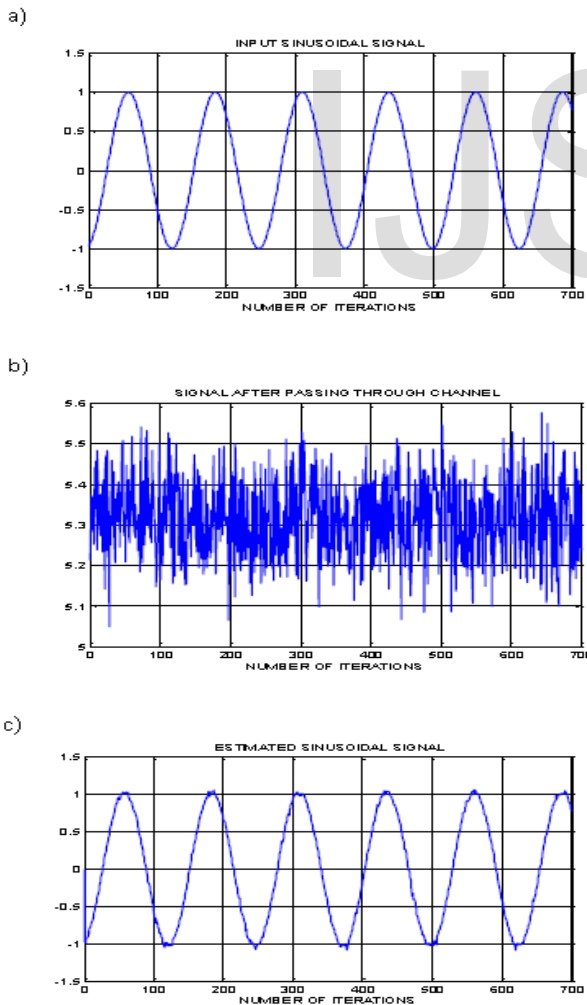 a)
INPUT SINUSOIDAL SIGNAL
1.5
1
0.5
0
-0.5
-1
-1.5
0 100 200 300 400 500 600 700
NUMBER OF ITERATIONS
IJS
b)
SIGNAL AFTER PASSING THROUGH CHANNEL
5.6
5.5
5.4
5.3
5.2
5.1
5
0 100 200 300 400 500 600 700
NUMBER OF ITERATIONS
c)
ESTIMATED SINUSOIDAL SIGNAL
1.5
1
0.5
0
-0.5
-1
-1.5
0 100 200 300 400 500 600 700
NUMBER OF ITERATIONS